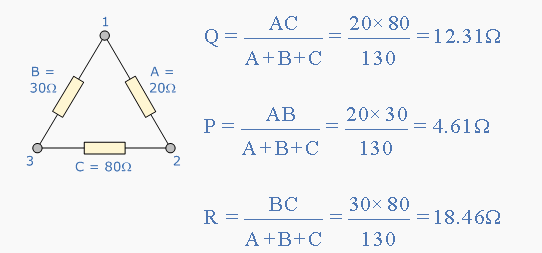 1
B =
30Ω
A =
20Ω
3
2
C = 80Ω
Q = AC / A+B+C = 20×80 / 130 = 12.31Ω
P = AB / A+B+C = 20×30 / 130 = 4.61Ω
R = BC / A+B+C = 30×80 / 130 = 18.46Ω